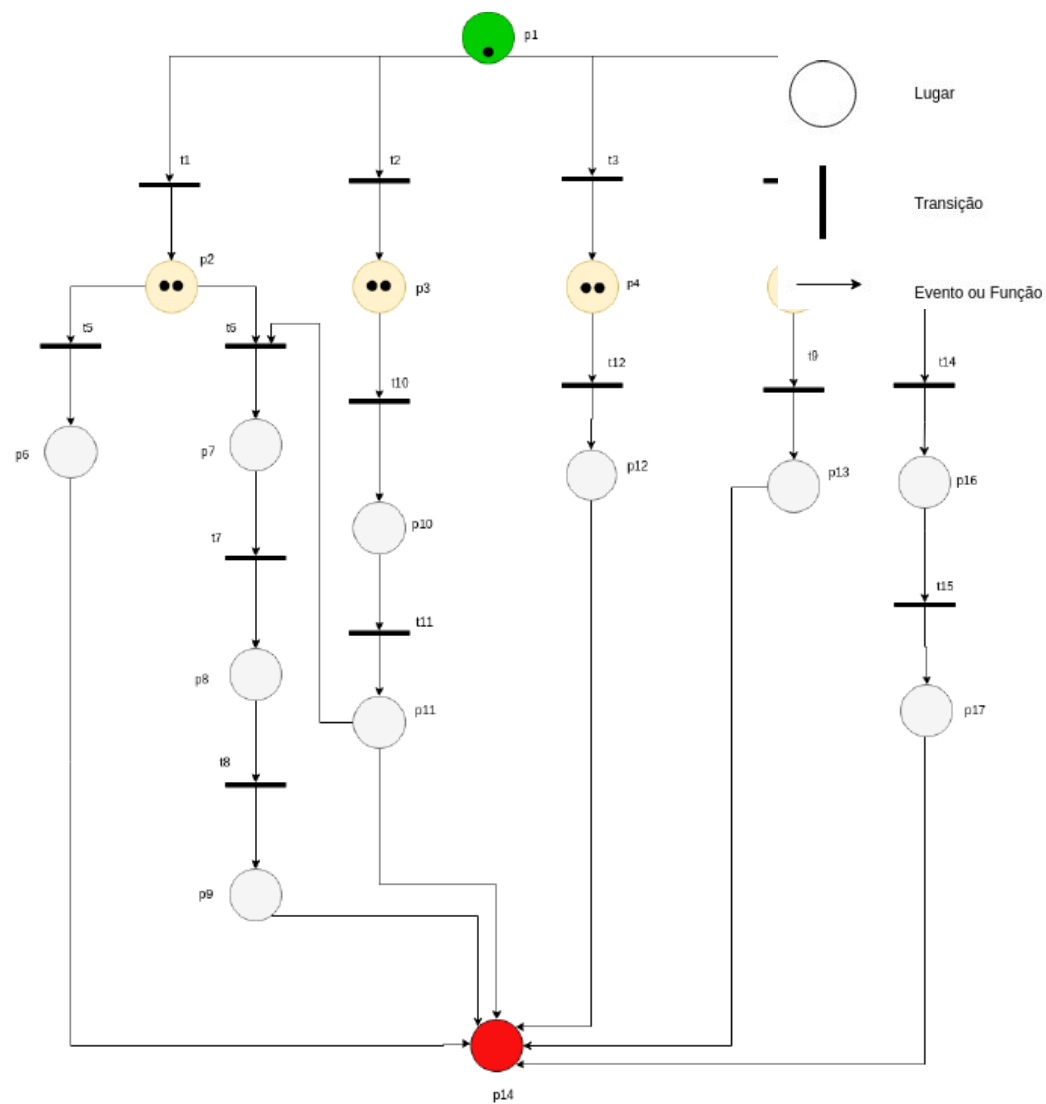 p1
Lugar
t1
t2
t3
Transição
p2
p3
p4
Evento ou Função
t5
t6
t9
t12
t14
t10
p7
p6
p12
p13
p16
p10
t7
t15
t11
p8
p11
p17
t8
p9
p14